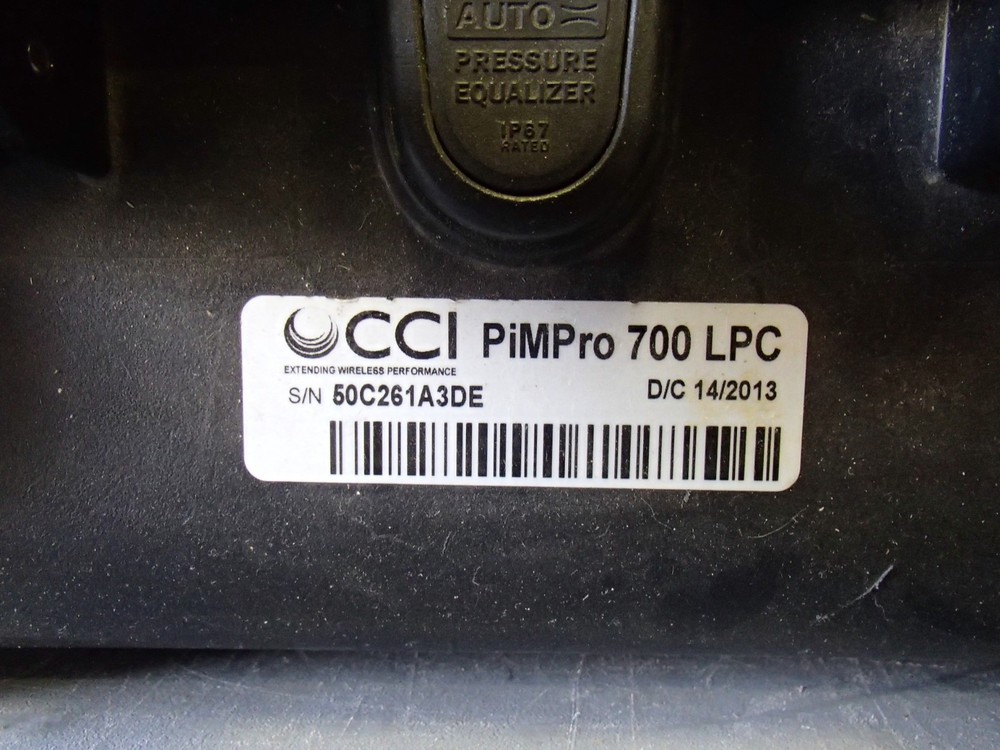 AUTO
PRESSURE
EQUALIZER
IP67
RATED
CCI PiMPro 700 LPC
EXTENDING WIRELESS PERFORMANCE
S/N 50C261A3DE D/C 14/2013